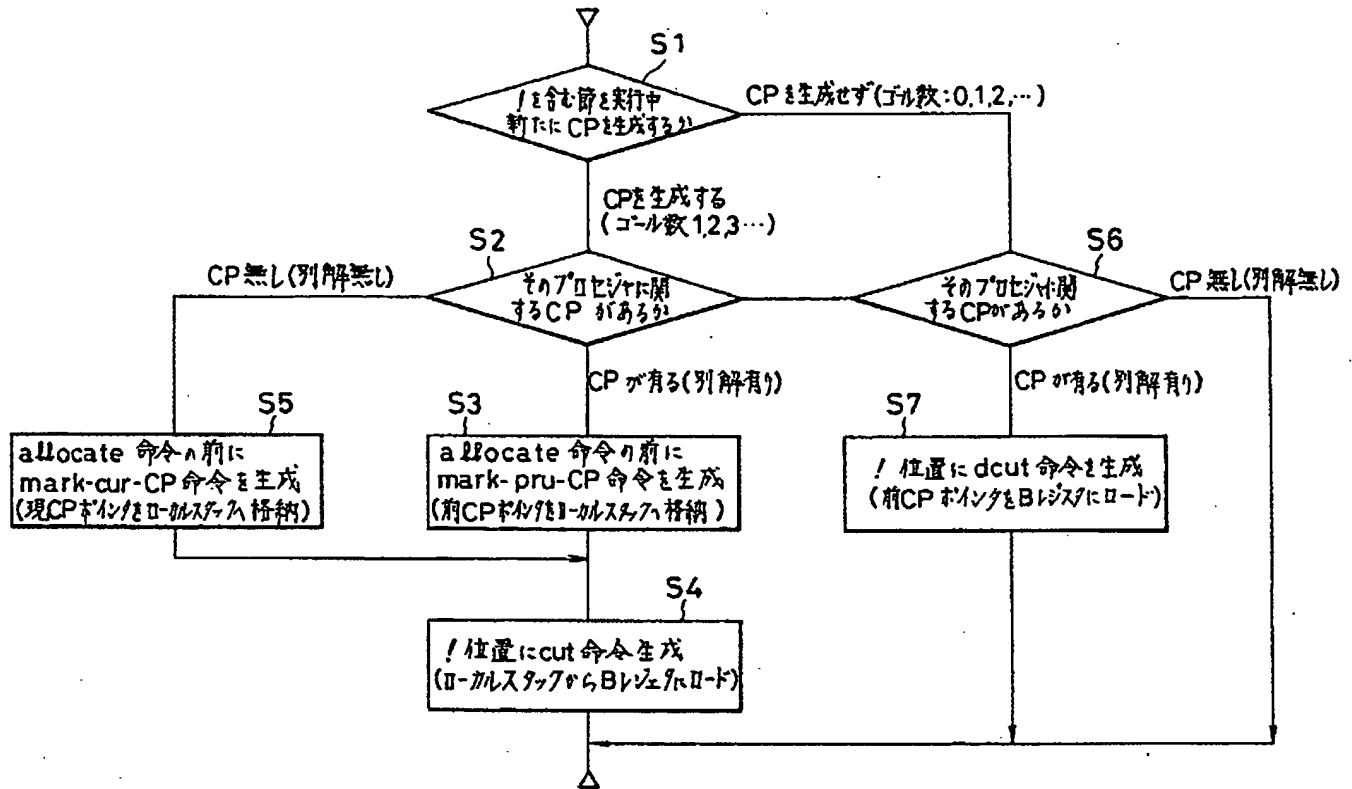 S1
!を含む節を実行中
新たにCPを生成するか
CPを生成せず(ゴール数:0,1,2,…)
CPを生成する
(ゴール数1,2,3…)
S2
そのプロセジャに関
するCPがあるか
CP無し(別解無し)
S6
そのプロセジャに関
するCPがあるか
CP無し(別解無し)
CPが有る(別解有り)
CPが有る(別解有り)
S5
allocate 命令の前に
mark-cur-CP 命令を生成
(現CPポインタをローカルスタックへ格納)
S3
allocate 命令の前に
mark-pru-CP 命令を生成
(前CPポインタをローカルスタックへ格納)
S7
!位置にdcut命令を生成
(前CPポインタをBレジスタにロード)
S4
!位置にcut命令生成
(ローカルスタックからBレジェタにロード)